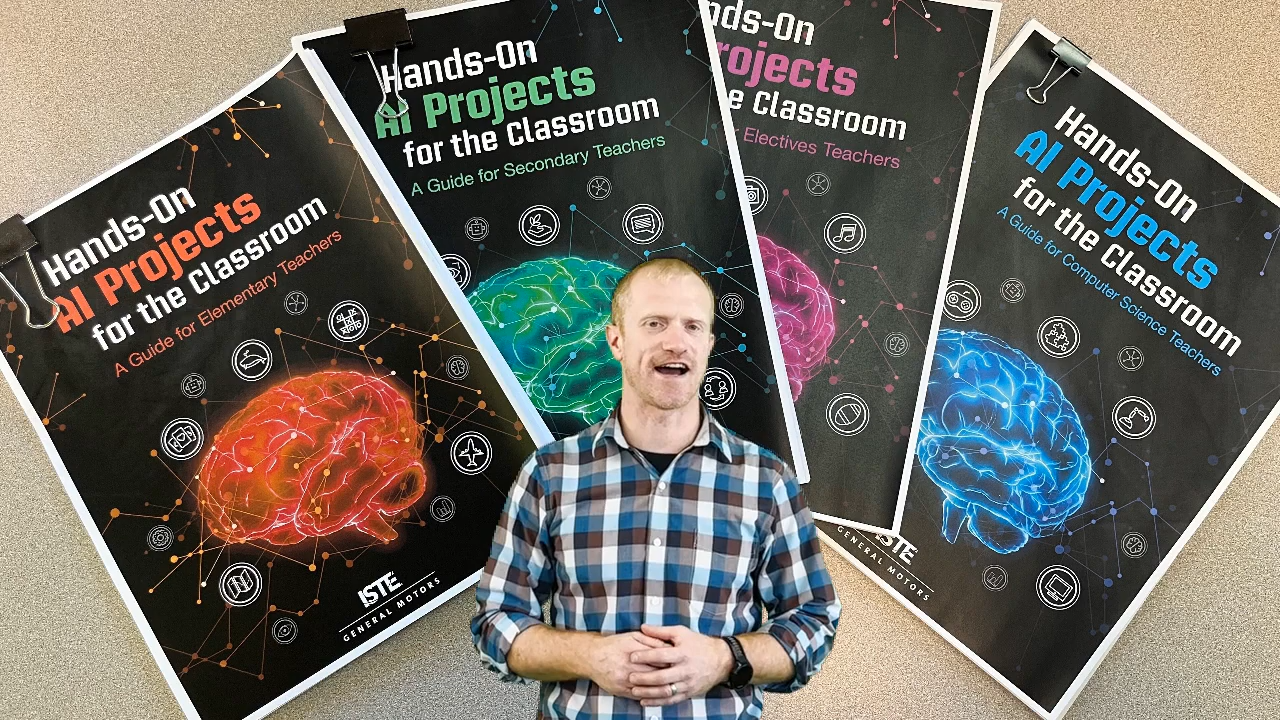 Hands-On
AI Projects
for the Classroom
A Guide for Elementary Teachers
ISTE
GENERAL MOTORS
Hands-On
AI Projects
for the Classroom
A Guide for Secondary Teachers
nds-On
rojects
e Classroom
r Electives Teachers
Hands-On
AI Projects
for the Classroom
A Guide for Computer Science Teachers
ISTE
GENERAL MOTORS